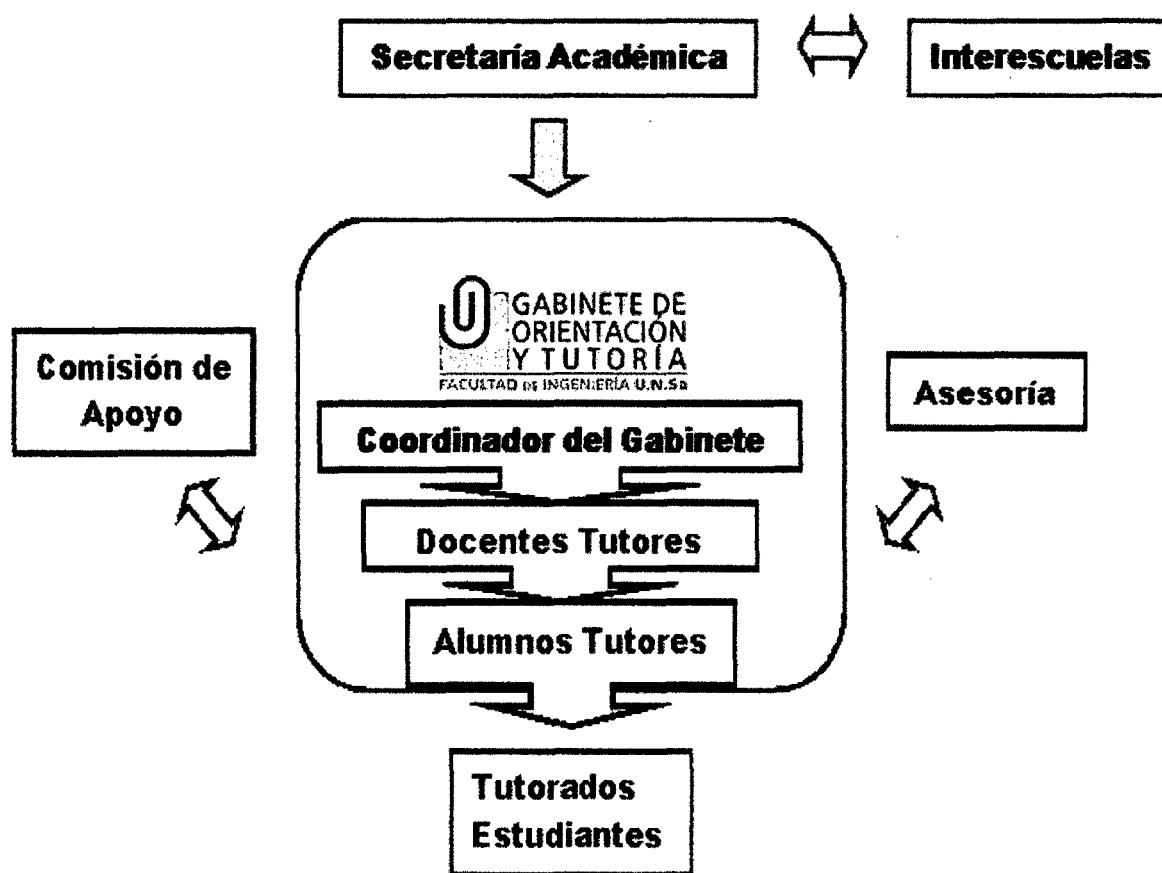 Secretaría Académica
Interescuelas
GABINETE DE
ORIENTACIÓN
Y TUTORÍA
FACULTAD DE INGENIERÍA U.N.Sa
Comisión de
Apoyo
Asesoría
Coordinador del Gabinete
Docentes Tutores
Alumnos Tutores
Tutorados
Estudiantes